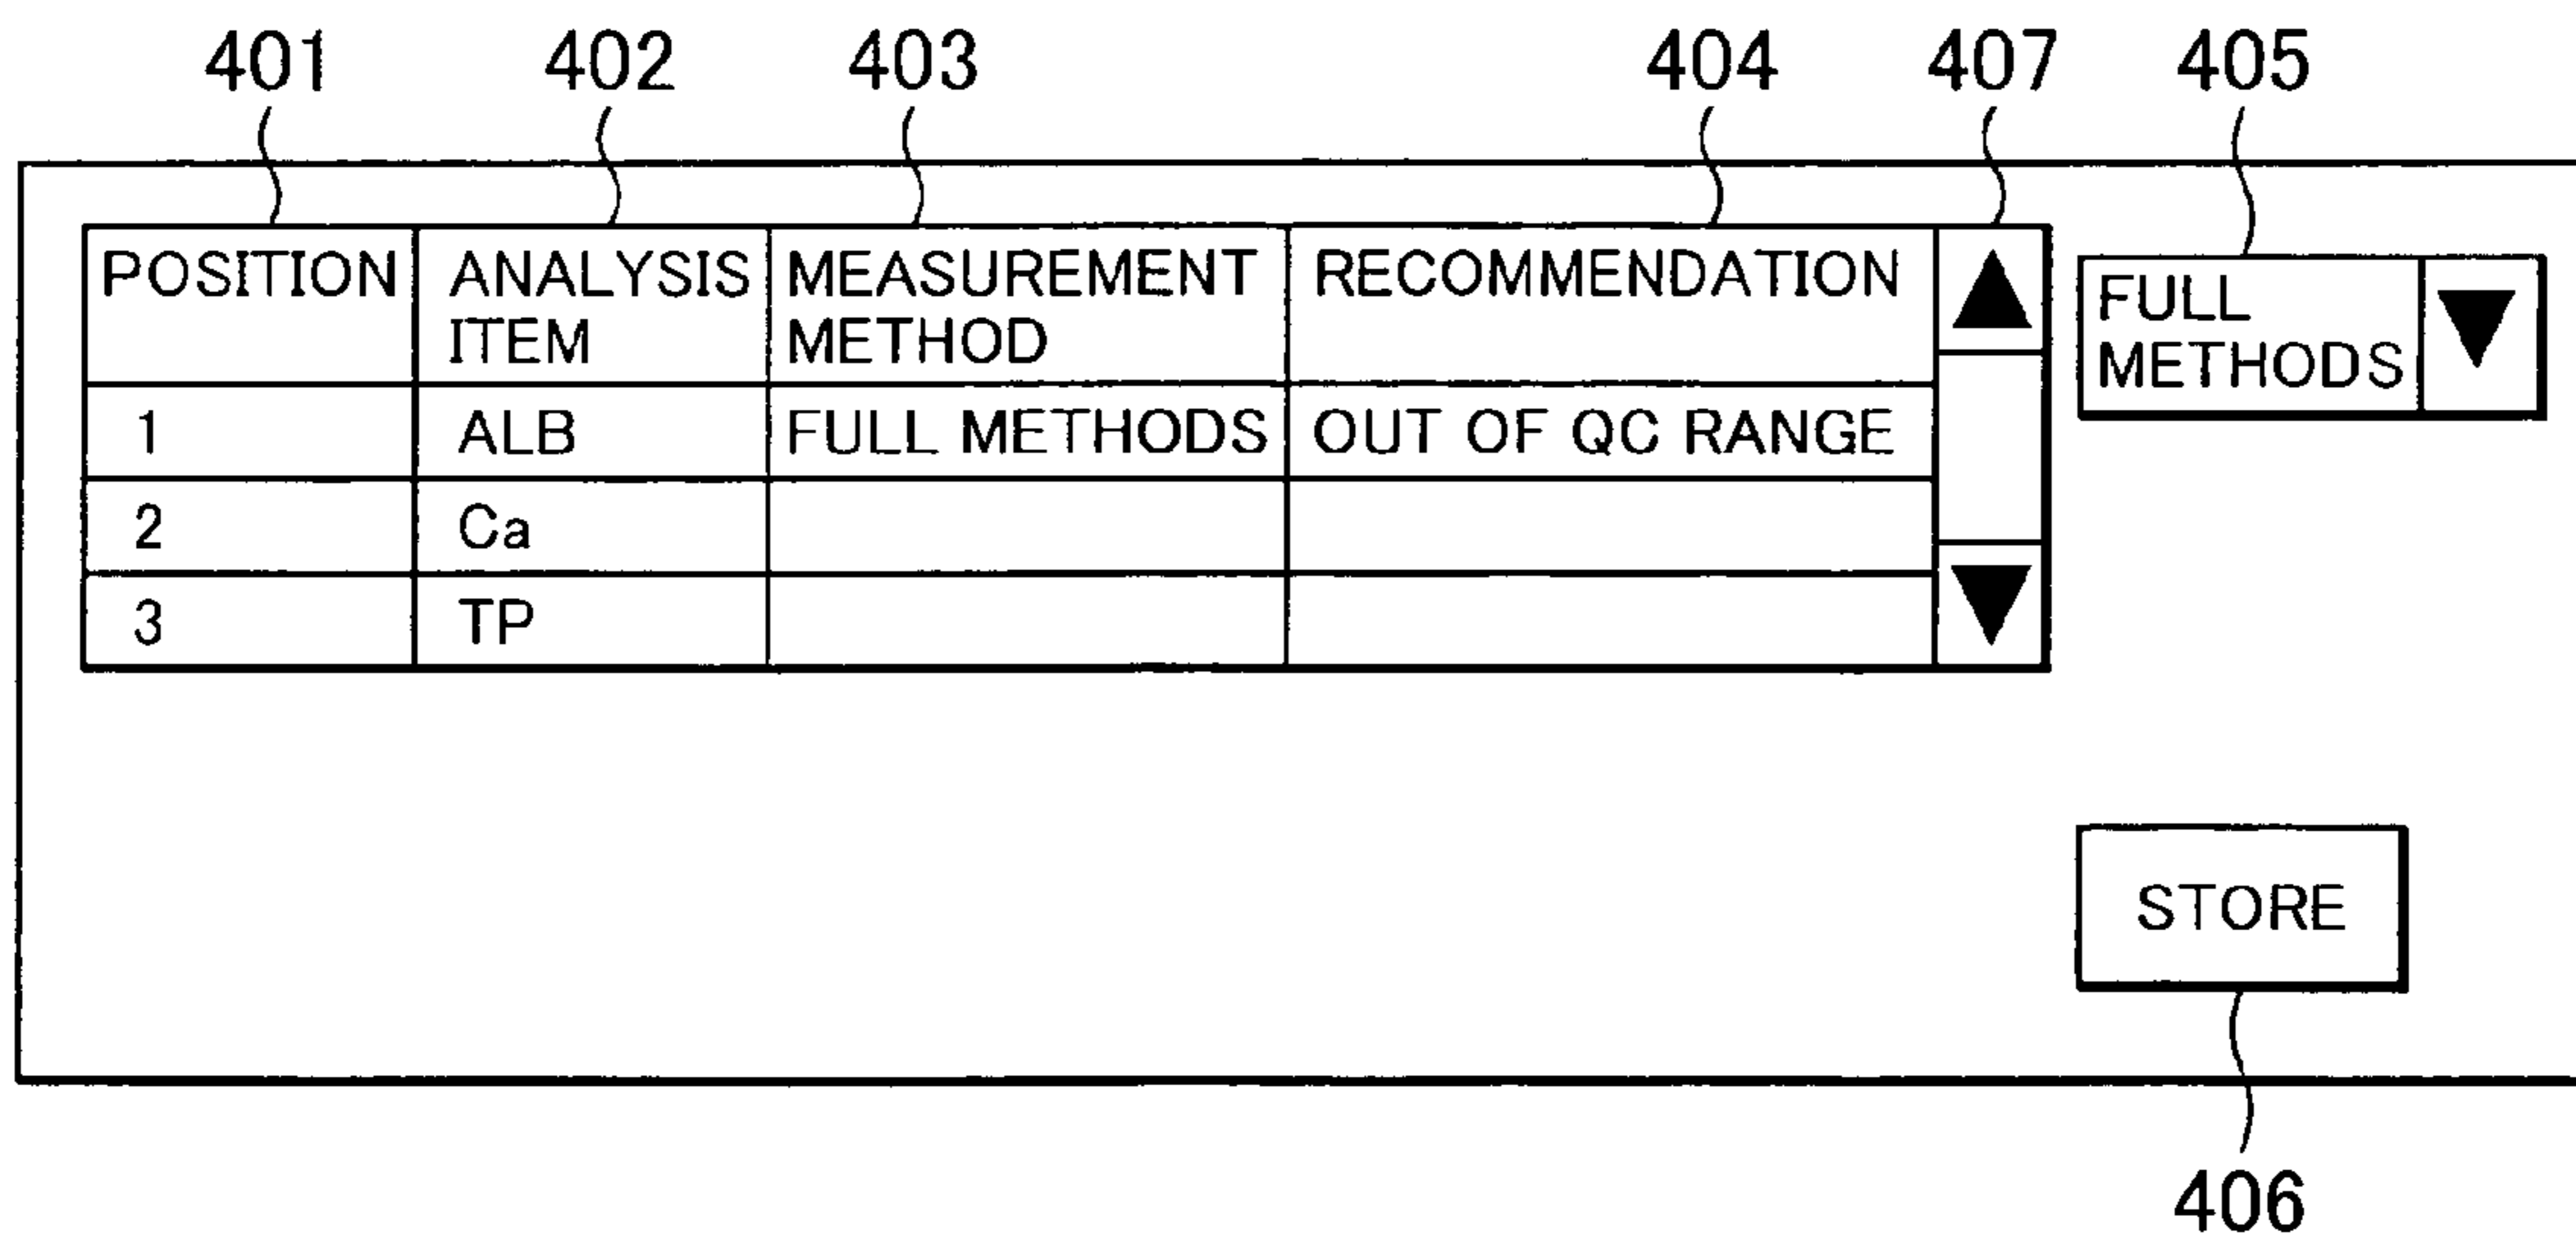 401 402 403 404 407 405
POSITION ANALYSIS ITEM MEASUREMENT METHOD RECOMMENDATION
1 ALB FULL METHODS OUT OF QC RANGE
2 Ca
3 TP
FULL
METHODS
STORE
406